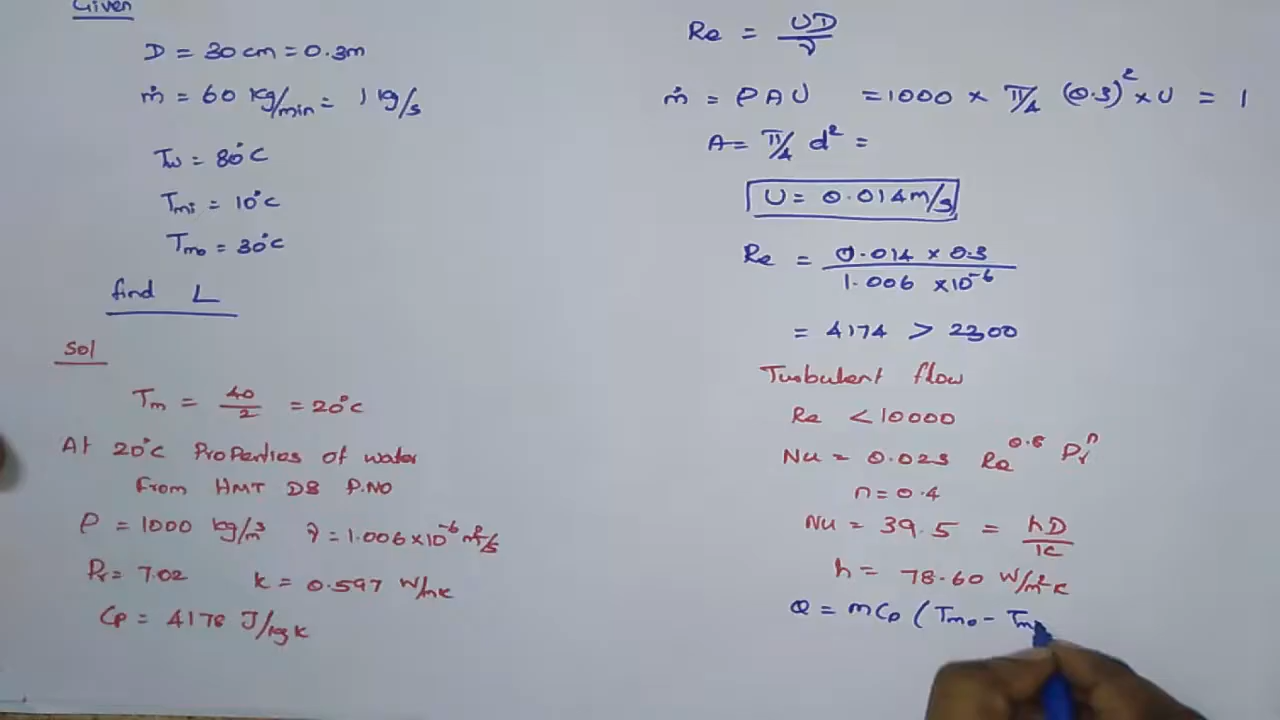 Given
D = 30 cm = 0.3m
ṁ = 60 kg/min = 1 kg/s
Tw = 80°C
Tmi = 10°C
Tmo = 30°C
find L
Sol
Tm = 40/2 = 20°C
At 20°C Properties of water
From HMT DB P.NO
ρ = 1000 kg/m³ ν = 1.006 × 10⁻⁶ m²/s
Pr = 7.02 k = 0.597 W/mk
Cp = 4178 J/kg K
Re = UD/ν
ṁ = ρAU = 1000 × π/4 (0.3)² × U = 1
A = π/4 d² =
U = 0.014 m/s
Re = 0.014 × 0.3 / 1.006 × 10⁻⁶
= 4174 > 2300
Turbulent flow
Re < 10000
Nu = 0.023 Re^0.8 Pr^n
n = 0.4
Nu = 39.5 = hD/k
h = 78.60 W/m²K
Q = mCp (Tmo - Tm